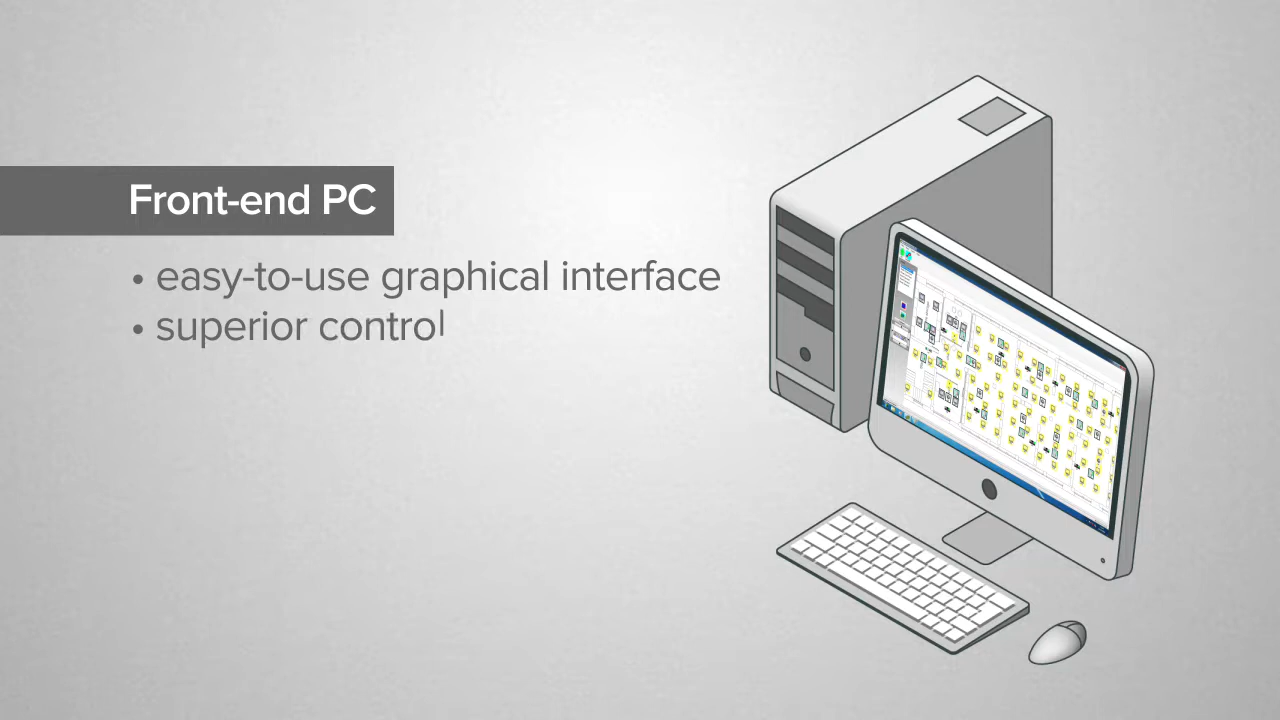 Front-end PC
• easy-to-use graphical interface
• superior control